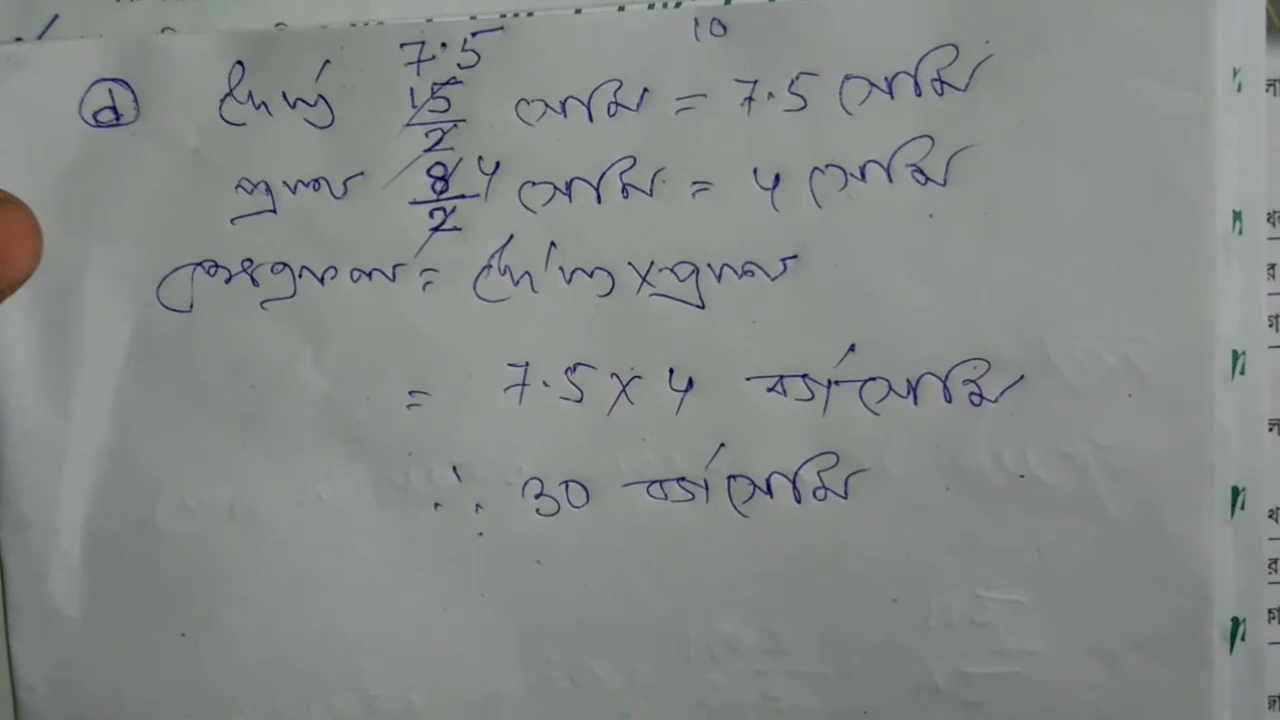 10
7.5
ⓓ দৈর্ঘ্য 15/2 সেমি = 7.5 সেমি
প্রস্থ 8/2 4 সেমি = 4 সেমি
ক্ষেত্রফল = দৈর্ঘ্য × প্রস্থ
= 7.5 × 4 বর্গসেমি
∴ 30 বর্গসেমি